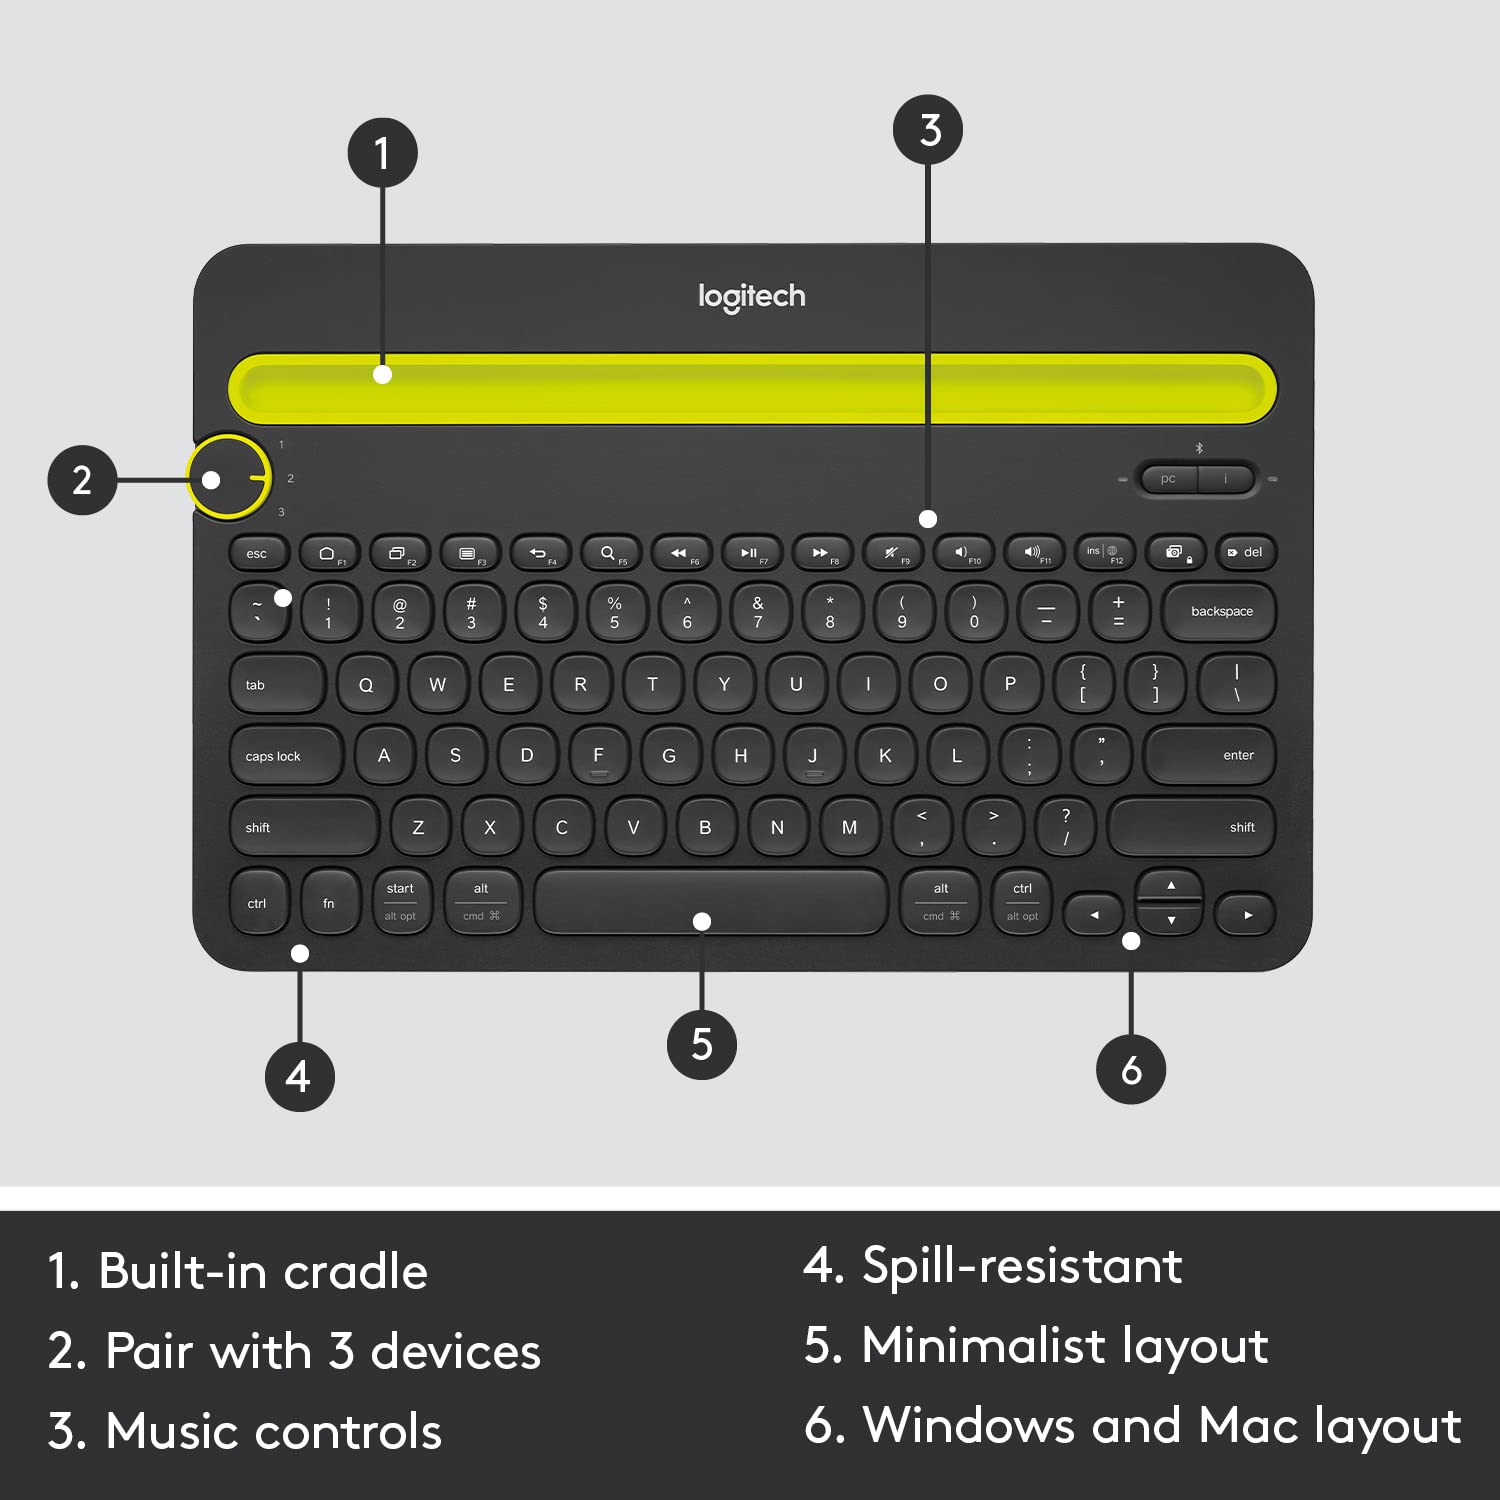 1
3
logitech
1
2
2
3
pc i
esc F1 F2 F3 F4 F5 F6 F7 F8 F9 F10 F11 ins F12 del
~ ! @ # $ % ^ & * ( ) — +
` 1 2 3 4 5 6 7 8 9 0 - = backspace
tab Q W E R T Y U I O P { } |
[ ] \
caps lock A S D F G H J K L : " enter
; '
shift Z X C V B N M < > ? shift
, . /
ctrl fn start alt alt ctrl
alt opt cmd ⌘ cmd ⌘ alt opt
▲
◄ ▼ ►
4
5
6
1. Built-in cradle
2. Pair with 3 devices
3. Music controls
4. Spill-resistant
5. Minimalist layout
6. Windows and Mac layout